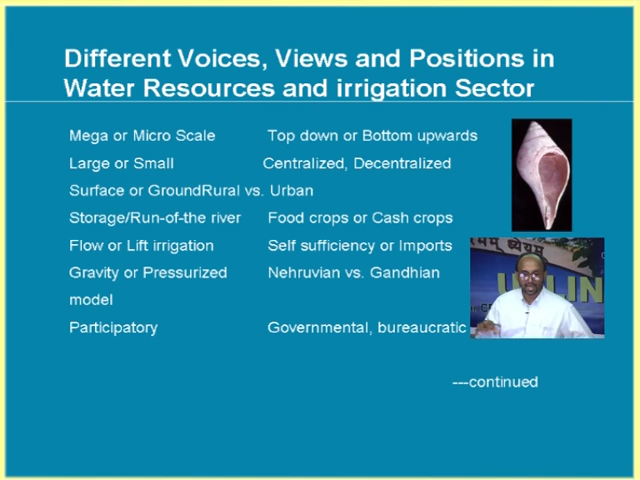 Different Voices, Views and Positions in
Water Resources and irrigation Sector
Mega or Micro Scale Top down or Bottom upwards
Large or Small Centralized, Decentralized
Surface or GroundRural vs. Urban
Storage/Run-of-the river Food crops or Cash crops
Flow or Lift irrigation Self sufficiency or Imports
Gravity or Pressurized Nehruvian vs. Gandhian
model
Participatory Governmental, bureaucratic
---continued